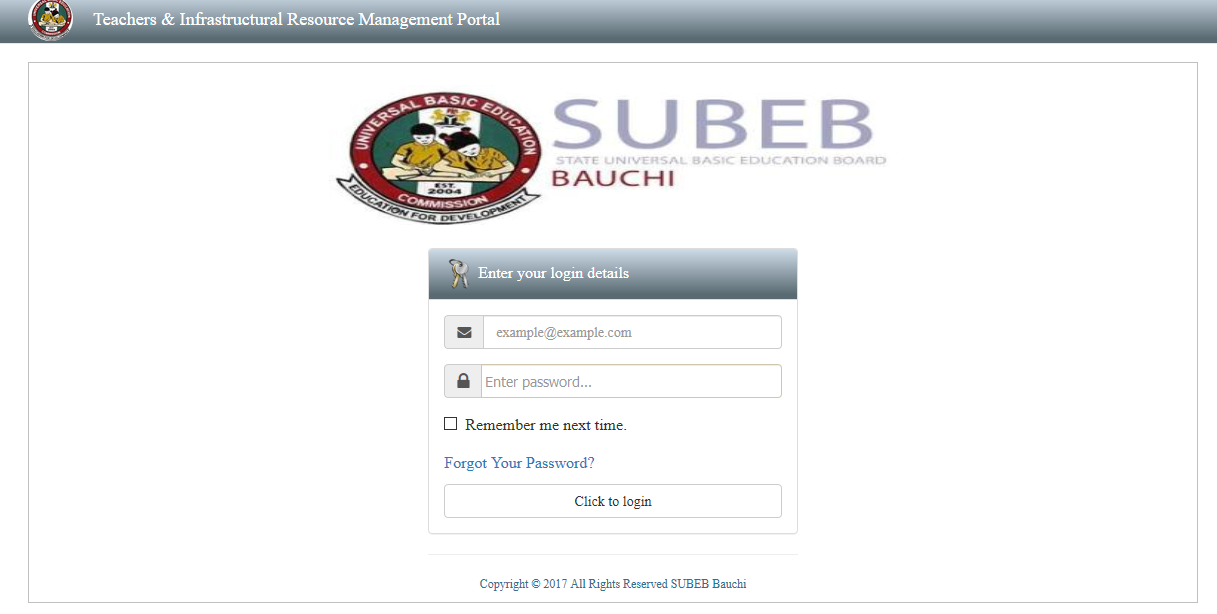 Teachers & Infrastructural Resource Management Portal
UNIVERSAL BASIC EDUCATION
EST.
2004
COMMISSION
EDUCATION FOR DEVELOPMENT
SUBEB
STATE UNIVERSAL BASIC EDUCATION BOARD
BAUCHI
Enter your login details
example@example.com
Enter password...
Remember me next time.
Forgot Your Password?
Click to login
Copyright © 2017 All Rights Reserved SUBEB Bauchi